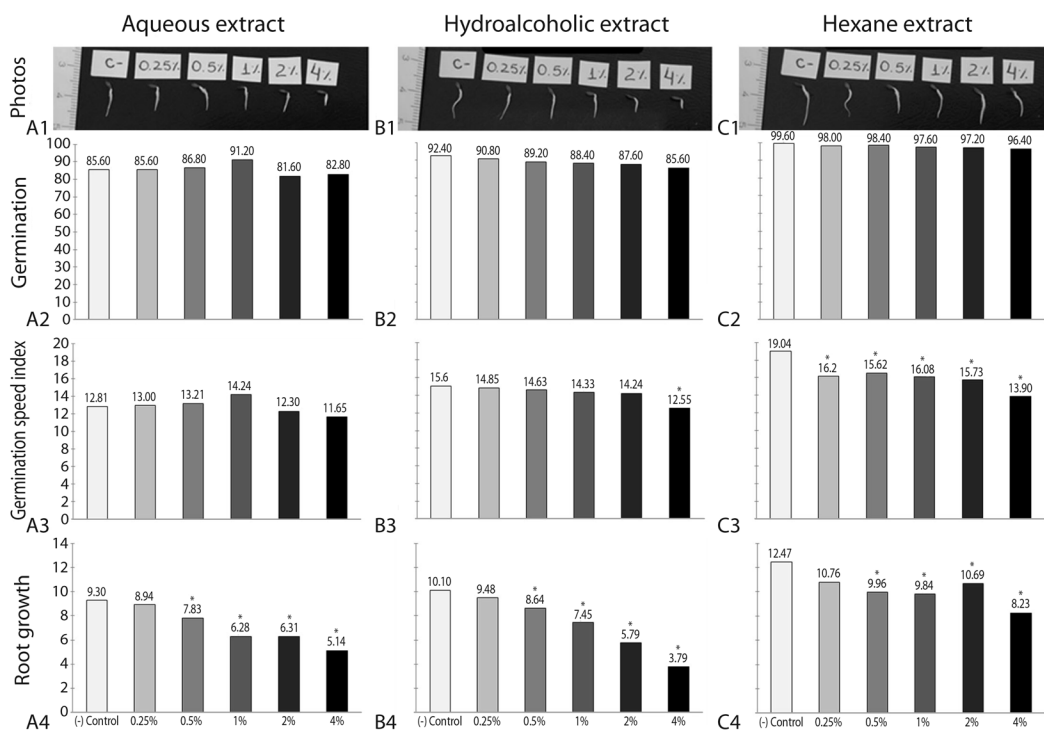 Aqueous extract
Hydroalcoholic extract
Hexane extract
Photos
C- 0.25% 0.5% 1% 2% 4%
C- 0.25% 0.5% 1% 2% 4%
C- 0.25% 0.5% 1% 2% 4%
A1
B1
C1
Germination
100
90
80
70
60
50
40
30
20
10
0
85.60 85.60 86.80 91.20 81.60 82.80
92.40 90.80 89.20 88.40 87.60 85.60
99.60 98.00 98.40 97.60 97.20 96.40
A2
B2
C2
Germination speed index
20
18
16
14
12
10
8
6
4
2
0
12.81 13.00 13.21 14.24 12.30 11.65
15.6 14.85 14.63 14.33 14.24 * 12.55
19.04 * 16.2 * 15.62 * 16.08 * 15.73 * 13.90
A3
B3
C3
Root growth
14
12
10
8
6
4
2
0
9.30 8.94 * 7.83 * 6.28 * 6.31 * 5.14
10.10 9.48 * 8.64 * 7.45 * 5.79 * 3.79
12.47 10.76 * 9.96 * 9.84 * 10.69 * 8.23
A4
(-) Control 0.25% 0.5% 1% 2% 4%
B4
(-) Control 0.25% 0.5% 1% 2% 4%
C4
(-) Control 0.25% 0.5% 1% 2% 4%